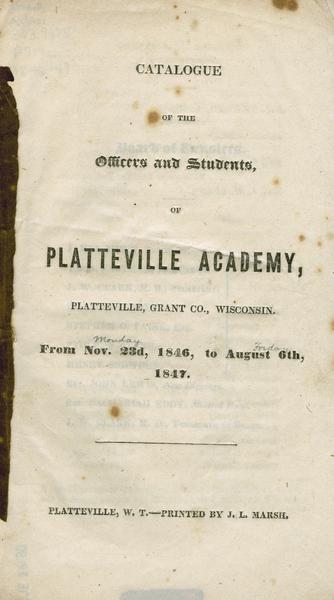 CATALOGUE
OF THE
Officers and Students,
OF
PLATTEVILLE ACADEMY,
PLATTEVILLE, GRANT CO., WISCONSIN.
Monday Friday
From Nov. 23d, 1846, to August 6th,
1847.
PLATTEVILLE, W. T.—PRINTED BY J. L. MARSH.